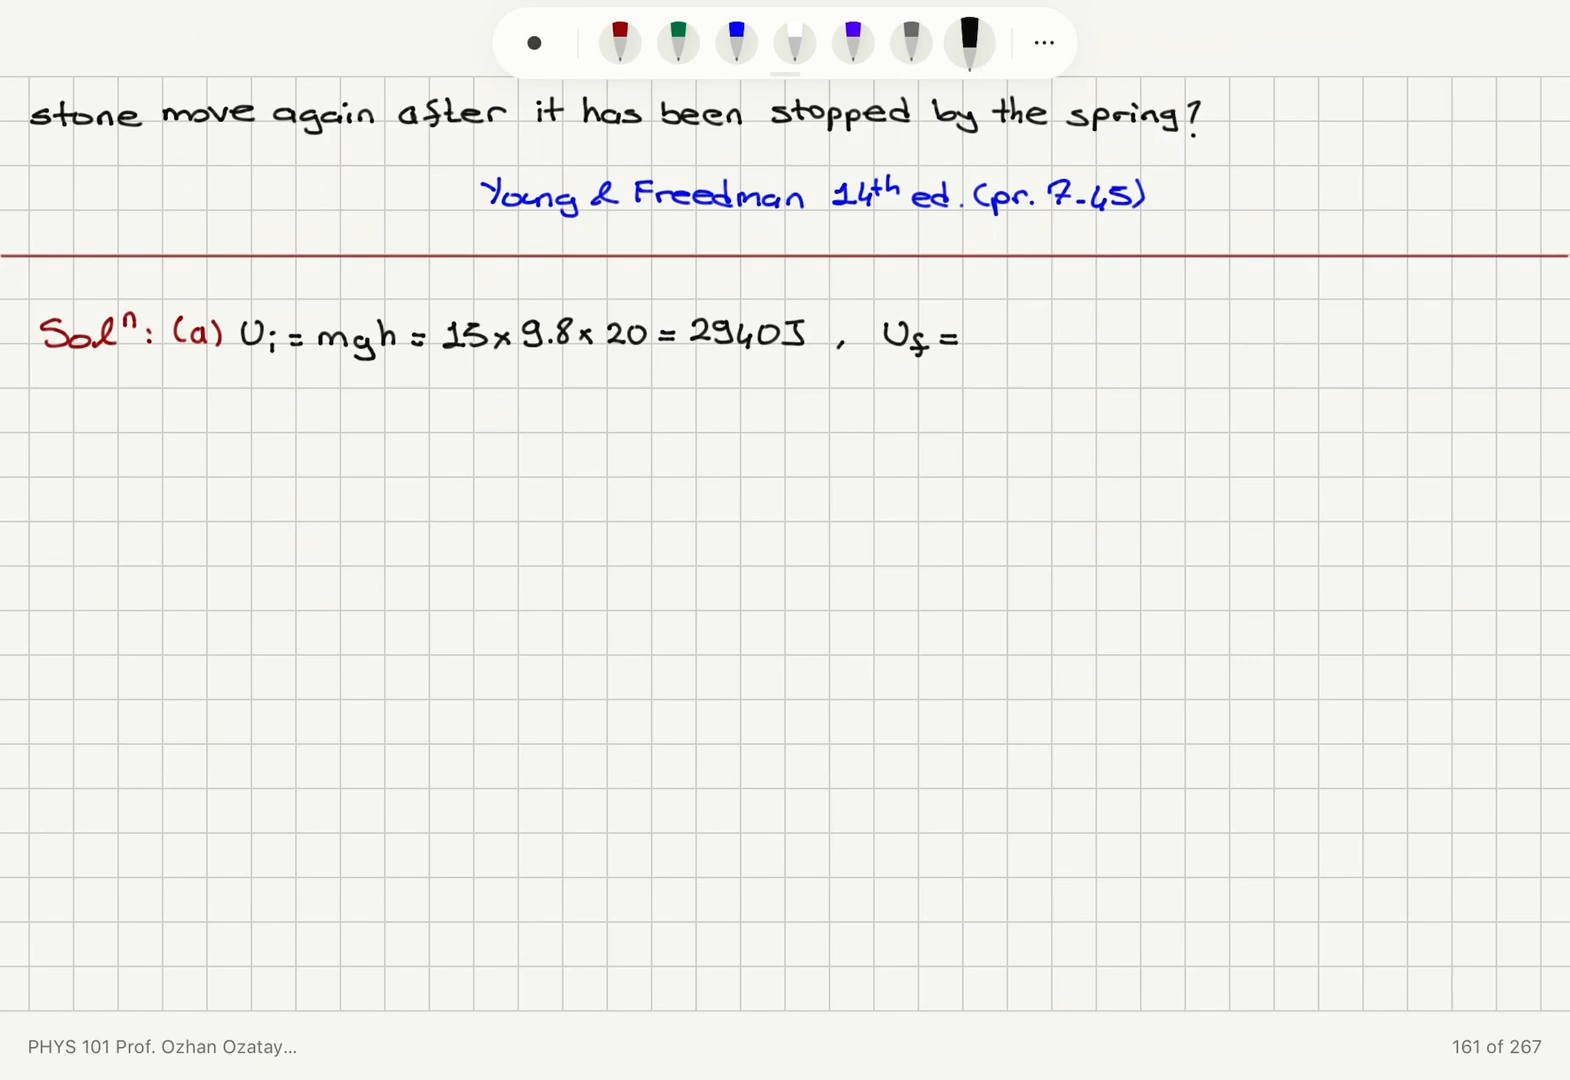 stone move again after it has been stopped by the spring?
Young & Freedman 14th ed. (pr. 7-45)
Solⁿ: (a) Uᵢ = mgh = 15 x 9.8 x 20 = 2940J , U_f =
PHYS 101 Prof. Ozhan Ozatay... 161 of 267